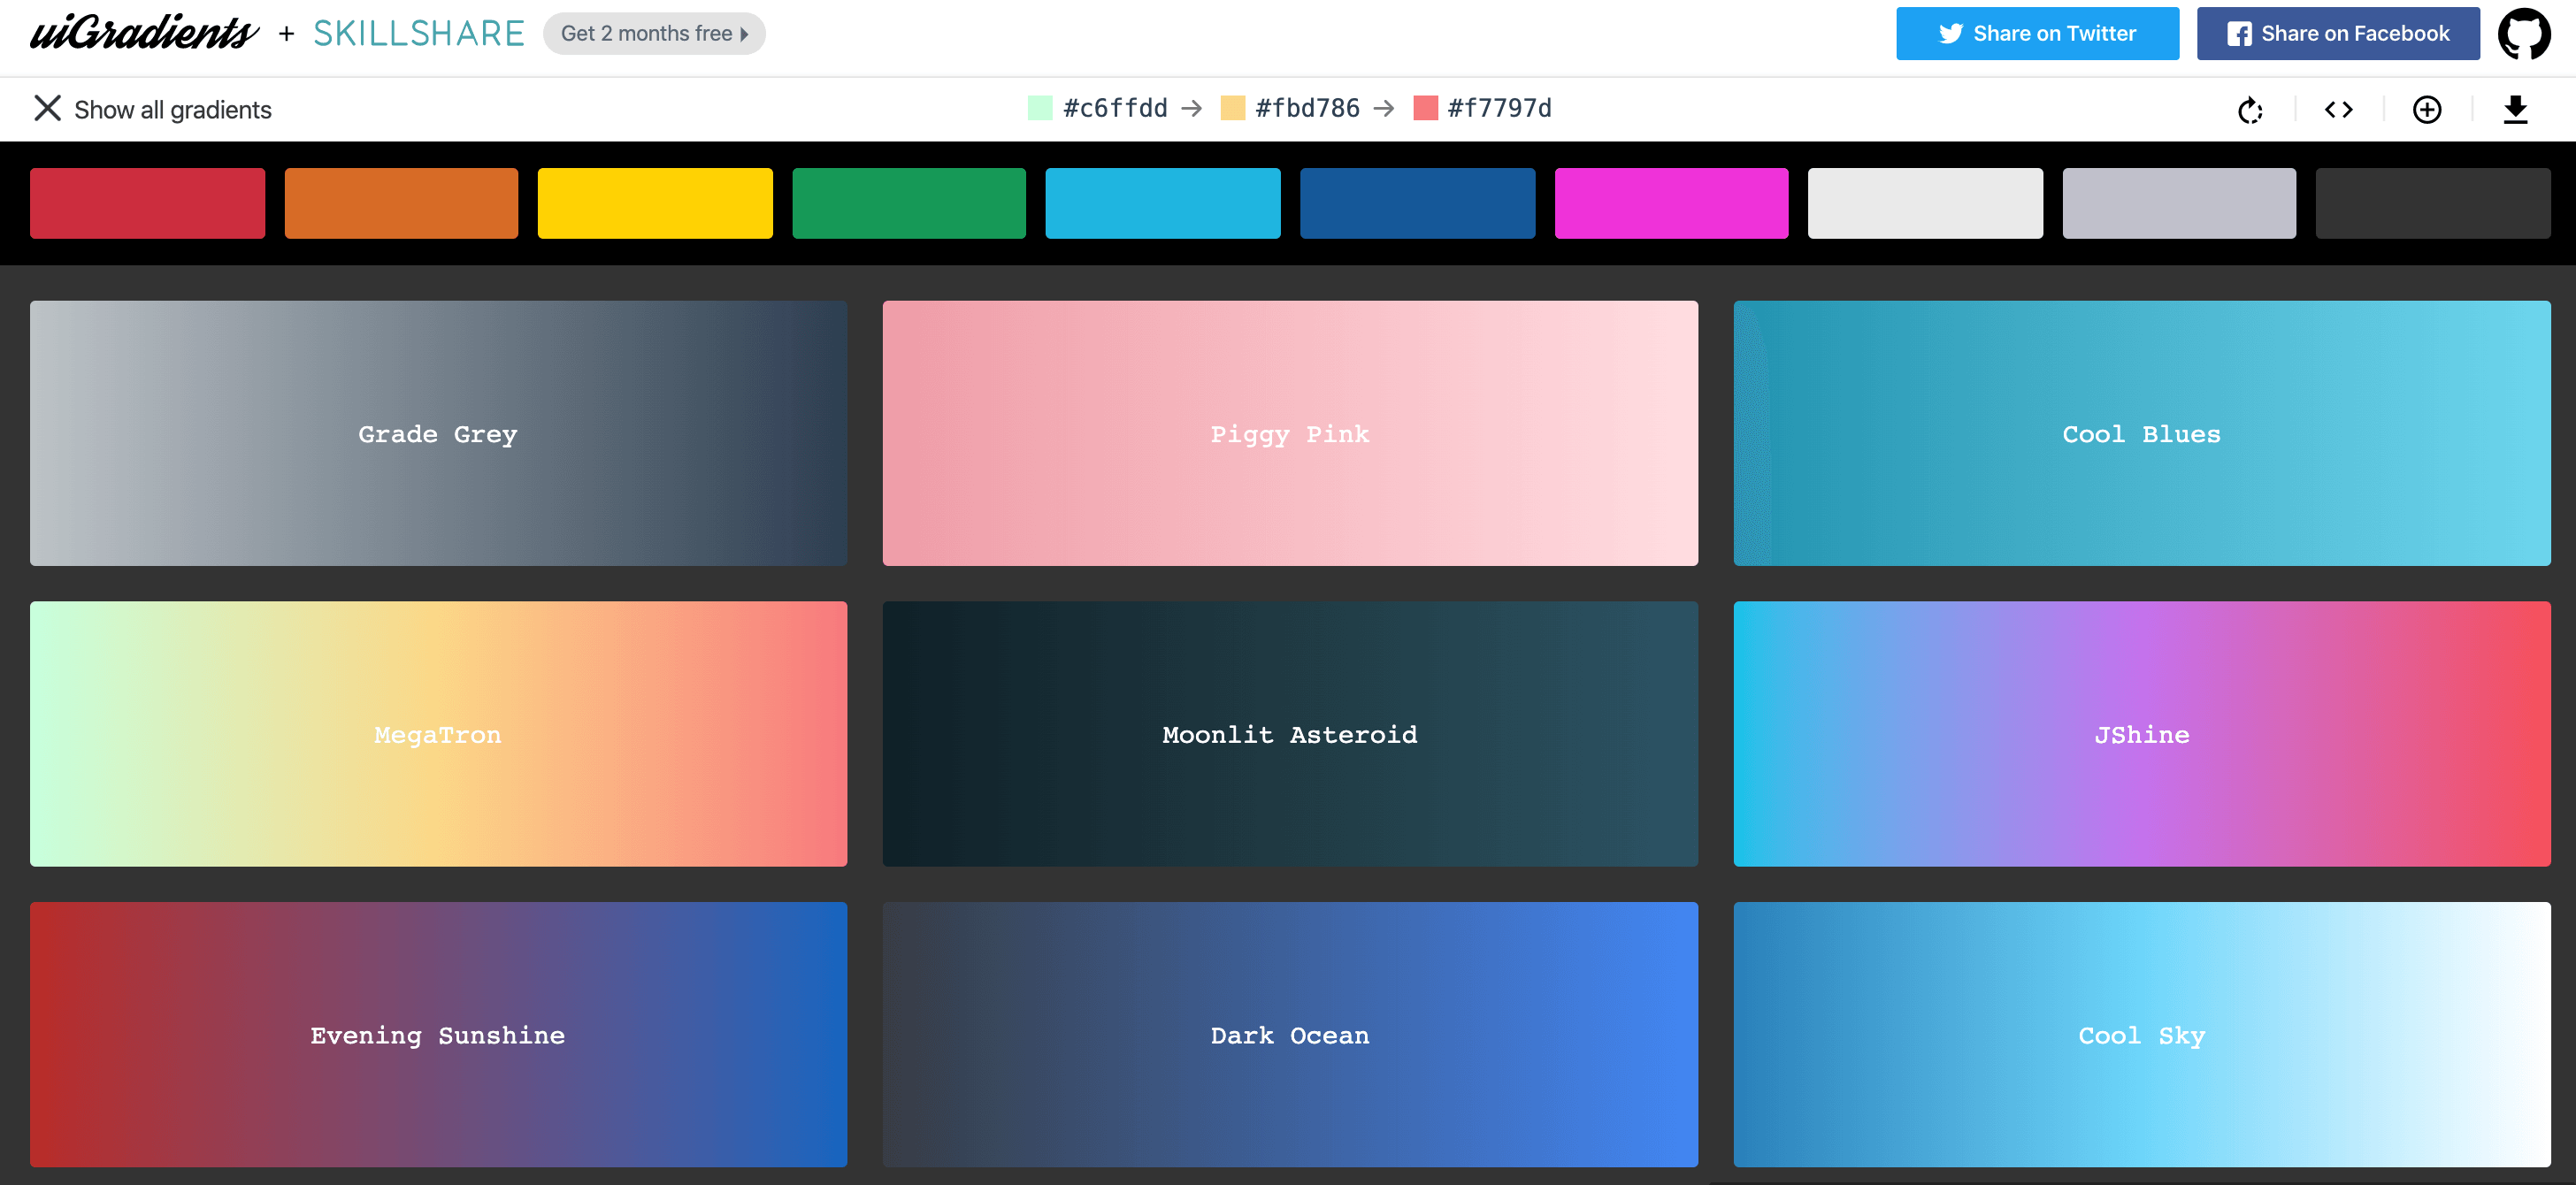 uiGradients + SKILLSHARE Get 2 months free Share on Twitter Share on Facebook
Show all gradients #c6ffdd → #fbd786 → #f7797d
Grade Grey Piggy Pink Cool Blues
MegaTron Moonlit Asteroid JShine
Evening Sunshine Dark Ocean Cool Sky